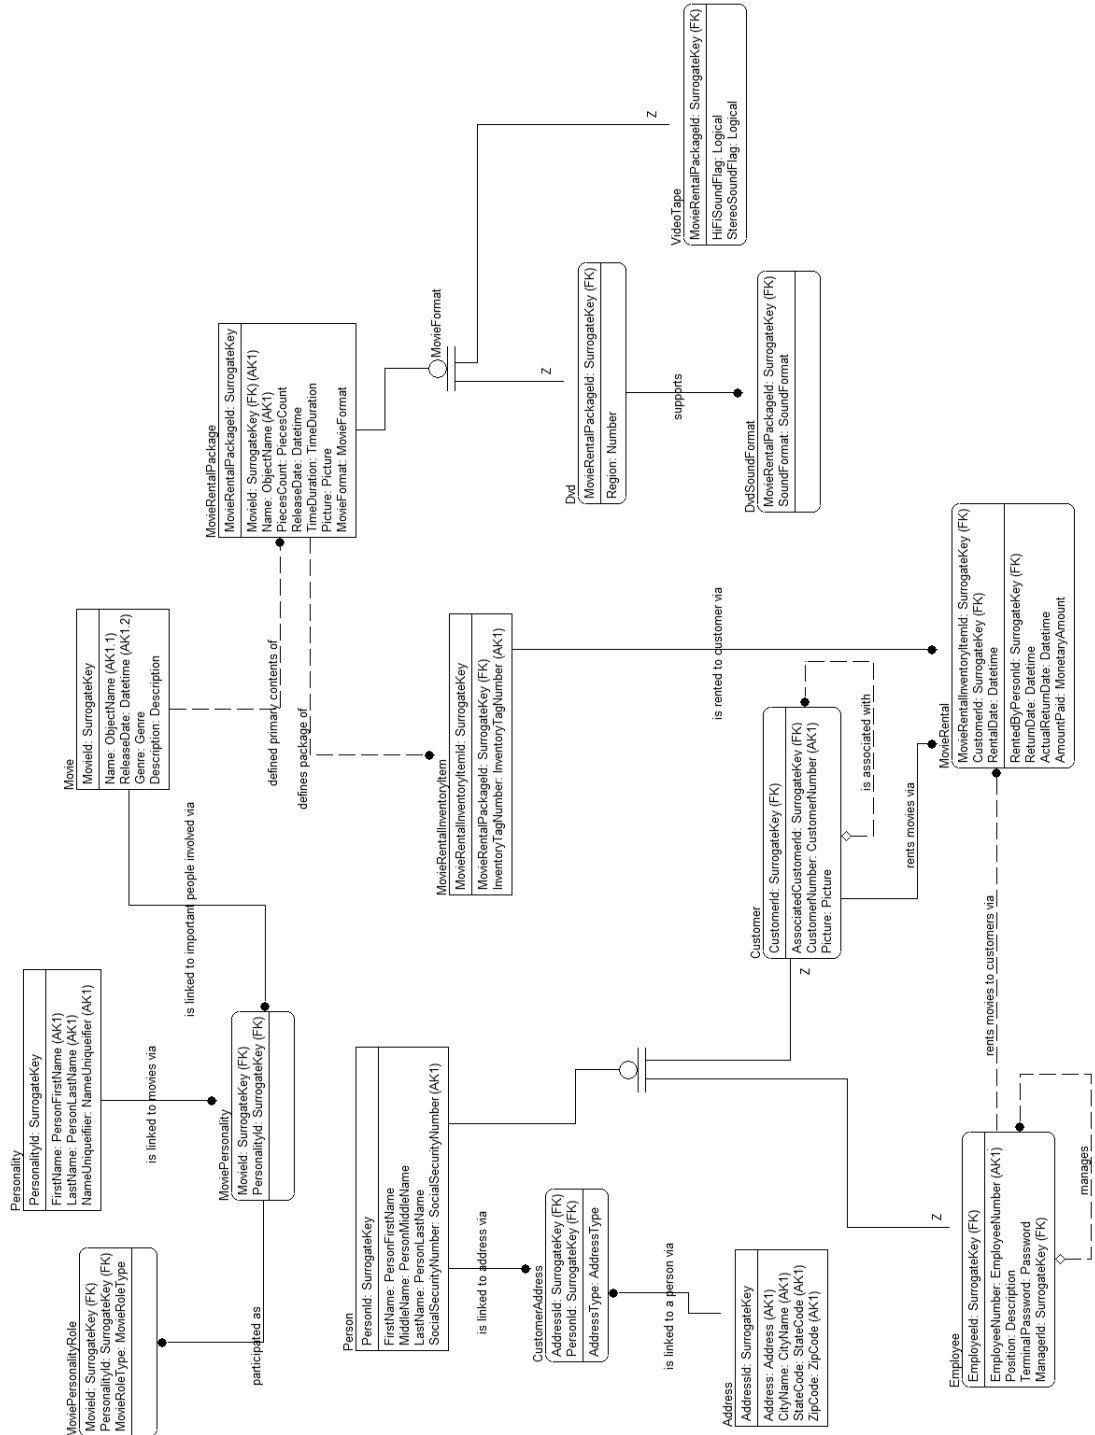 MoviePersonalityRole
MovieId: SurrogateKey (FK)
PersonalityId: SurrogateKey (FK)
MovieRoleType: MovieRoleType
participated as
Personality
PersonalityId: SurrogateKey
FirstName: PersonFirstName (AK1)
LastName: PersonLastName (AK1)
NameUniqueifiier: NameUniqueifier (AK1)
is linked to movies via
MoviePersonality
MovieId: SurrogateKey (FK)
PersonalityId: SurrogateKey (FK)
is linked to important people involved via
Movie
MovieId: SurrogateKey
Name: ObjectName (AK1.1)
ReleaseDate: Datetime (AK1.2)
Genre: Genre
Description: Description
defined primary contents of
defines package of
MovieRentalPackage
MovieRentalPackageId: SurrogateKey
MovieId: SurrogateKey (FK) (AK1)
Name: ObjectName (AK1)
PiecesCount: PiecesCount
ReleaseDate: Datetime
TimeDuration: TimeDuration
Picture: Picture
MovieFormat: MovieFormat
MovieFormat
Z
Z
Person
PersonId: SurrogateKey
FirstName: PersonFirstName
MiddleName: PersonMiddleName
LastName: PersonLastName
SocialSecurityNumber: SocialSecurityNumber (AK1)
is linked to address via
CustomerAddress
AddressId: SurrogateKey (FK)
PersonId: SurrogateKey (FK)
AddressType: AddressType
is linked to a person via
Address
AddressId: SurrogateKey
Address: Address (AK1)
CityName: CityName (AK1)
StateCode: StateCode (AK1)
ZipCode: ZipCode (AK1)
MovieRentalInventoryItem
MovieRentalInventoryItemId: SurrogateKey
MovieRentalPackageId: SurrogateKey (FK)
InventoryTagNumber: InventoryTagNumber (AK1)
is rented to customer via
Dvd
MovieRentalPackageId: SurrogateKey (FK)
Region: Number
supports
DvdSoundFormat
MovieRentalPackageId: SurrogateKey (FK)
SoundFormat: SoundFormat
VideoTape
MovieRentalPackageId: SurrogateKey (FK)
HiFiSoundFlag: Logical
StereoSoundFlag: Logical
Customer
CustomerId: SurrogateKey (FK)
AssociatedCustomerId: SurrogateKey (FK)
CustomerNumber: CustomerNumber (AK1)
Picture: Picture
Z
is associated with
rents movies via
Z
Employee
EmployeeId: SurrogateKey (FK)
EmployeeNumber: EmployeeNumber (AK1)
Position: Description
TerminalPassword: Password
ManagerId: SurrogateKey (FK)
manages
rents movies to customers via
MovieRental
MovieRentalInventoryItemId: SurrogateKey (FK)
CustomerId: SurrogateKey (FK)
RentalDate: Datetime
RentedByPersonId: SurrogateKey (FK)
ReturnDate: Datetime
ActualReturnDate: Datetime
AmountPaid: MonetaryAmount